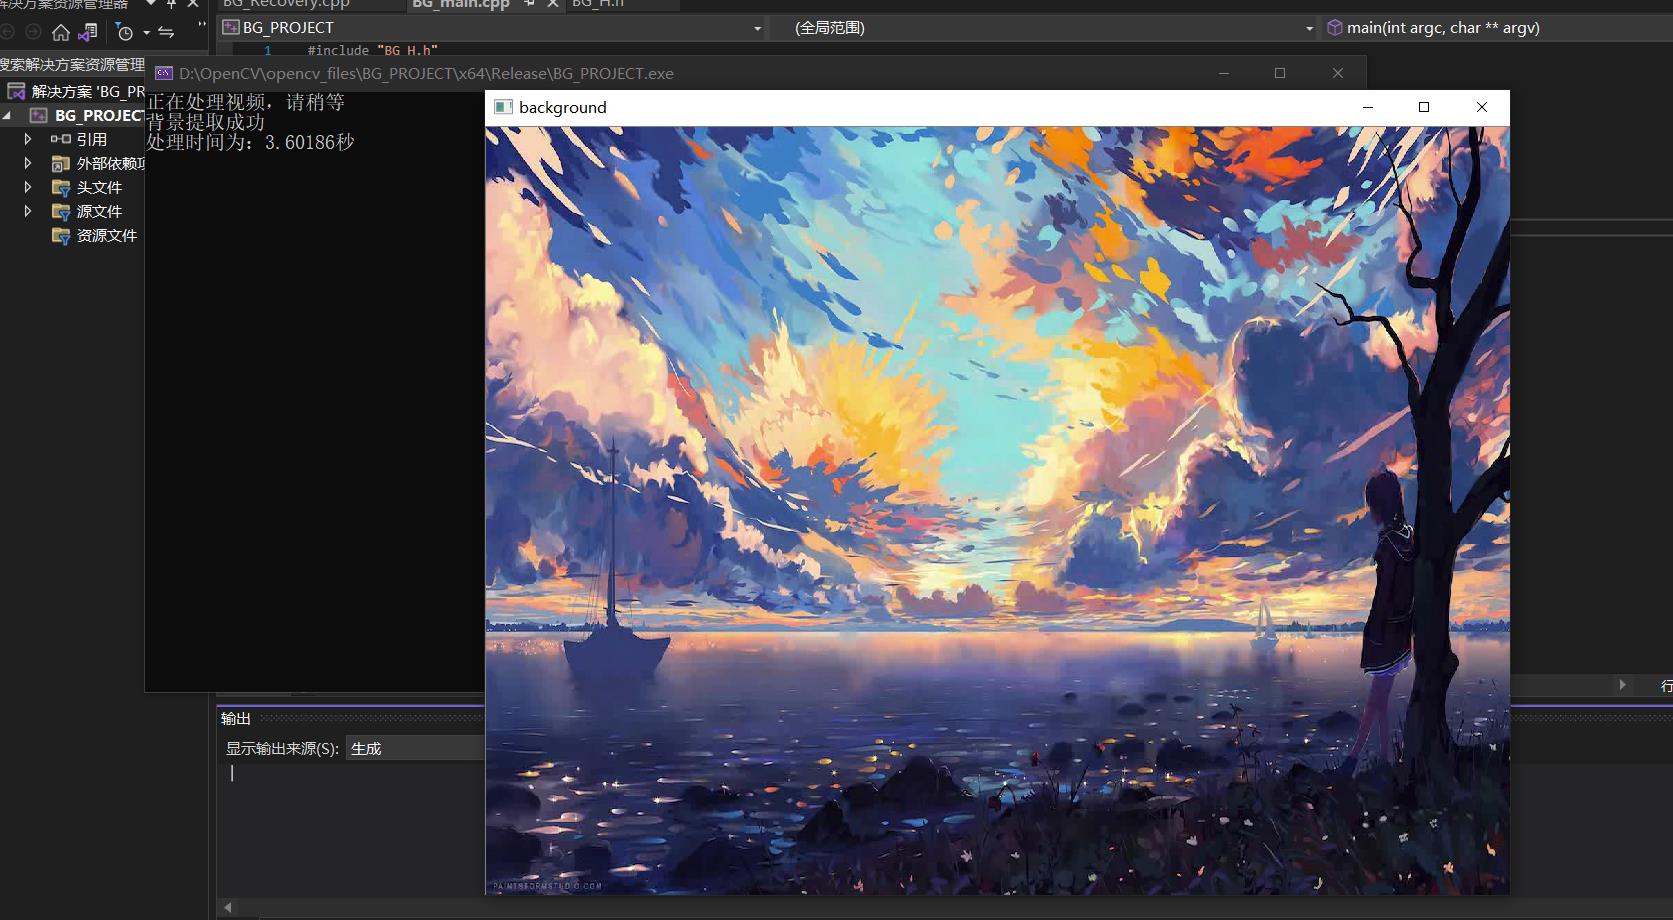 解决方案资源管理器
BG_Recovery.cpp
BG_main.cpp
BG_H.h
BG_PROJECT
(全局范围)
main(int argc, char ** argv)
1 #include "BG_H.h"
搜索解决方案资源管理
D:\OpenCV\opencv_files\BG_PROJECT\x64\Release\BG_PROJECT.exe
解决方案 'BG_PR
BG_PROJECT
引用
外部依赖项
头文件
源文件
资源文件
正在处理视频，请稍等
背景提取成功
处理时间为：3.60186秒
background
PAINTSFORMSTUDIO.COM
行
输出
显示输出来源(S):
生成